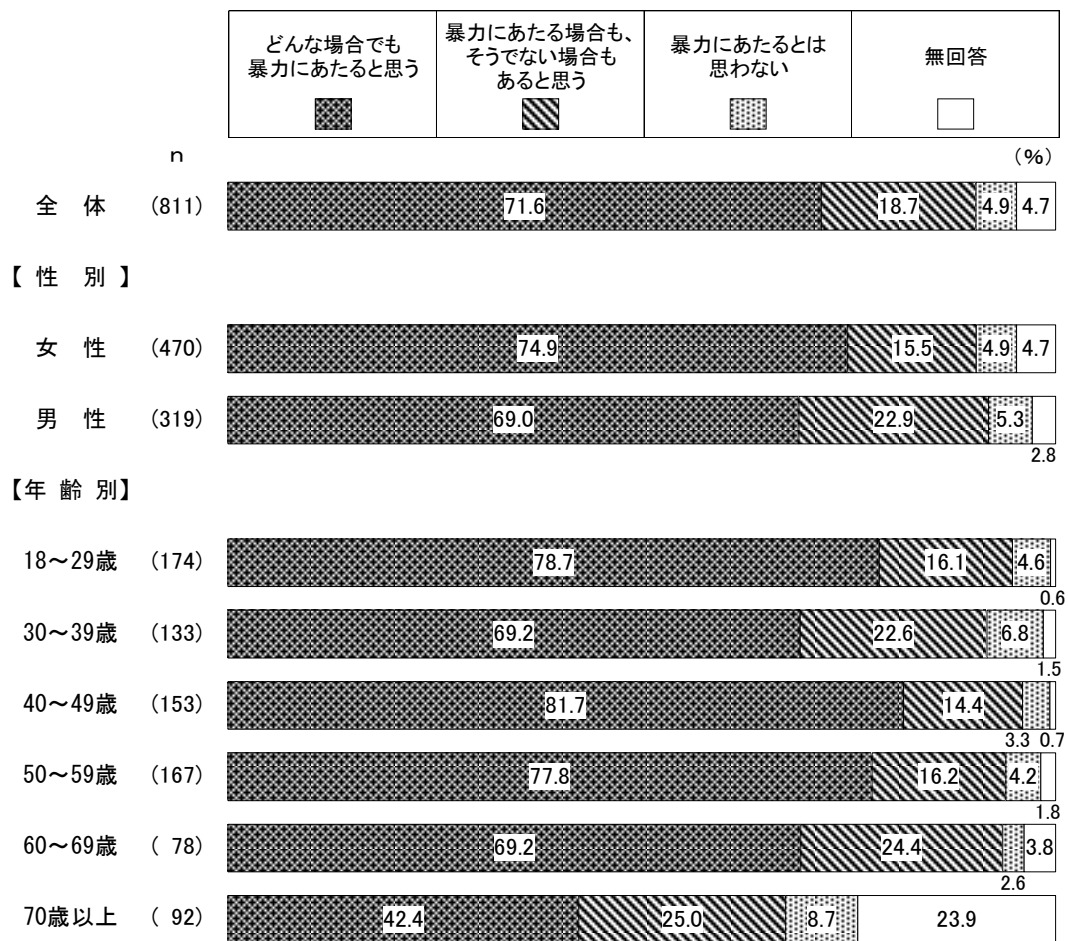 どんな場合でも
暴力にあたると思う
暴力にあたる場合も、
そうでない場合も
あると思う
暴力にあたるとは
思わない
無回答
n (%)
全 体 (811) 71.6 18.7 4.9 4.7
【 性 別 】
女 性 (470) 74.9 15.5 4.9 4.7
男 性 (319) 69.0 22.9 5.3
2.8
【年 齢 別】
18～29歳 (174) 78.7 16.1 4.6
0.6
30～39歳 (133) 69.2 22.6 6.8
1.5
40～49歳 (153) 81.7 14.4
3.3 0.7
50～59歳 (167) 77.8 16.2 4.2
1.8
60～69歳 ( 78) 69.2 24.4 3.8
2.6
70歳以上 ( 92) 42.4 25.0 8.7 23.9